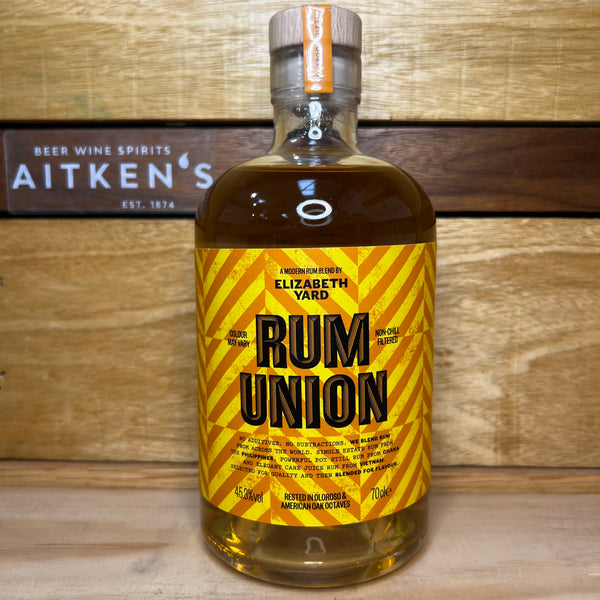 BEER WINE SPIRITS
AITKEN'S
EST. 1874
A MODERN RUM BLEND BY
ELIZABETH
YARD
COLOUR
MAY VARY
NON-CHILL
FILTERED
RUM
UNION
NO ADDITIVES, NO SUBTRACTIONS. WE BLEND RUM
FROM ACROSS THE WORLD. SINGLE ESTATE RUM FROM
THE PHILIPPINES, POWERFUL POT STILL RUM FROM GHANA
AND ELEGANT CANE JUICE RUM FROM VIETNAM.
SELECTED FOR QUALITY AND THEN BLENDED FOR FLAVOUR.
45.3%vol
RESTED IN OLOROSO &
AMERICAN OAK OCTAVES
70cl e